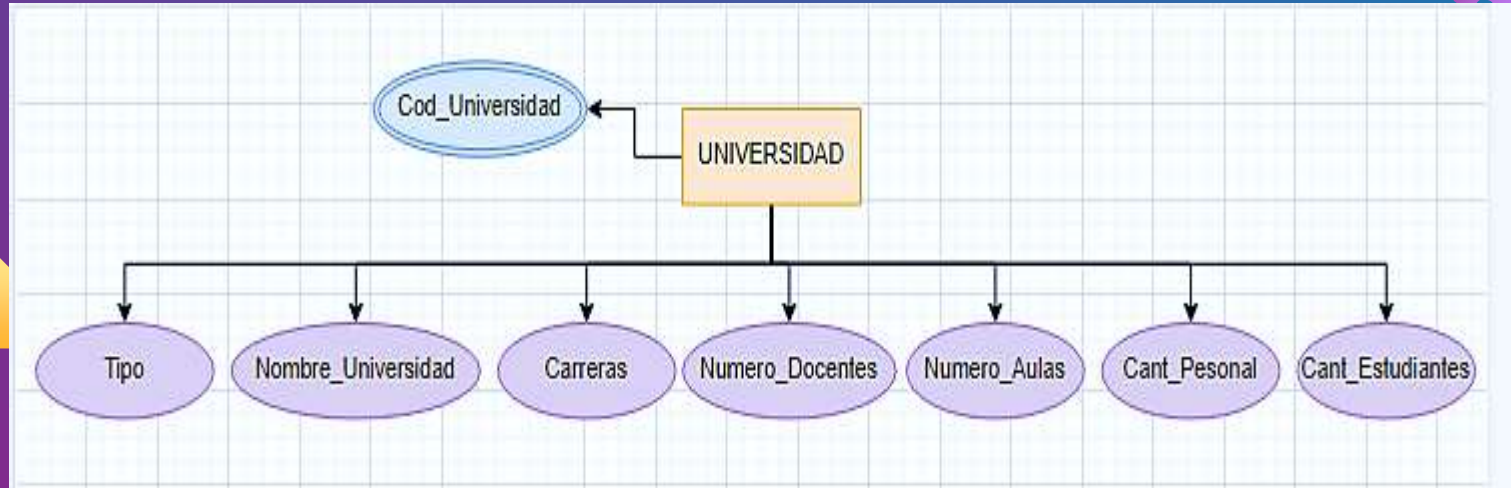 Cod_Universidad
UNIVERSIDAD
Tipo
Nombre_Universidad
Carreras
Numero_Docentes
Numero_Aulas
Cant_Pesonal
Cant_Estudiantes